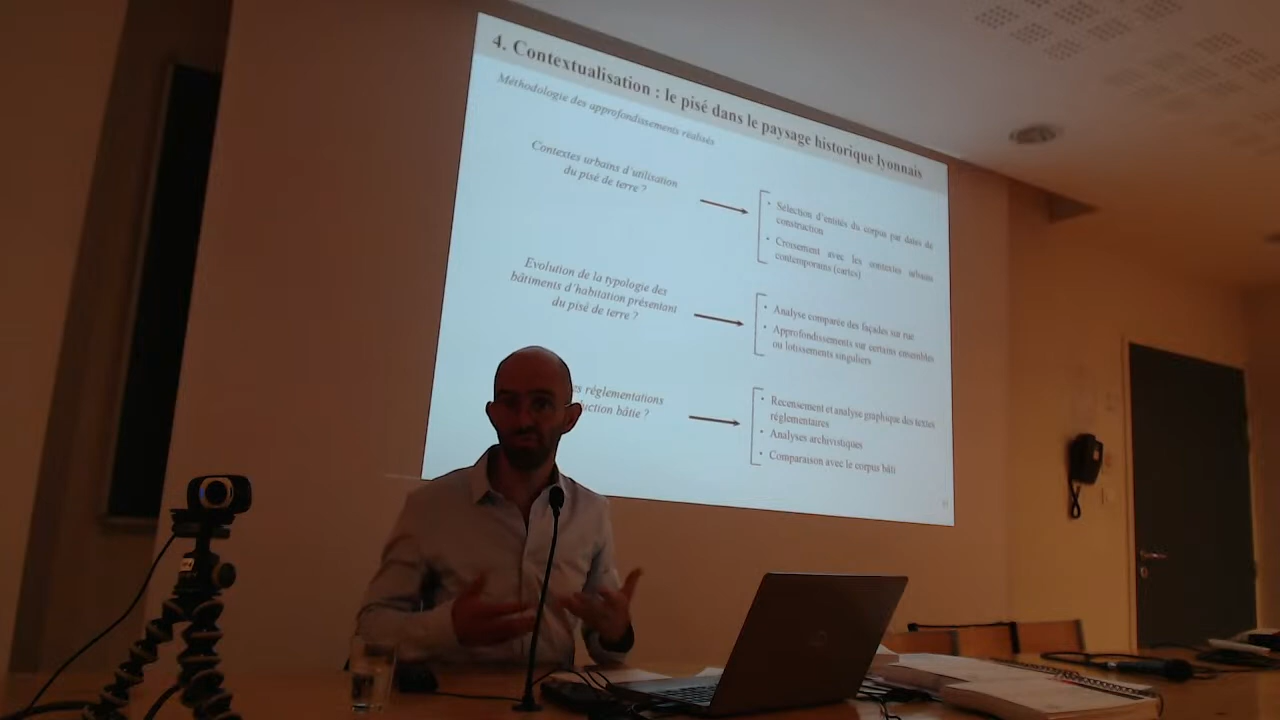 4. Contextualisation : le pisé dans le paysage historique lyonnais
Méthodologie des approfondissements réalisés
Contextes urbains d'utilisation
du pisé de terre ?
• Sélection d'entités du corpus par dates de
construction
• Croisement avec les contextes urbains
contemporains (cartes)
Evolution de la typologie des
bâtiments d'habitation présentant
du pisé de terre ?
• Analyse comparée des façades sur rue
• Approfondissements sur certains ensembles
ou lotissements singuliers
es réglementations
uction bâtie ?
• Recensement et analyse graphique des textes
réglementaires
• Analyses archivistiques
• Comparaison avec le corpus bâti